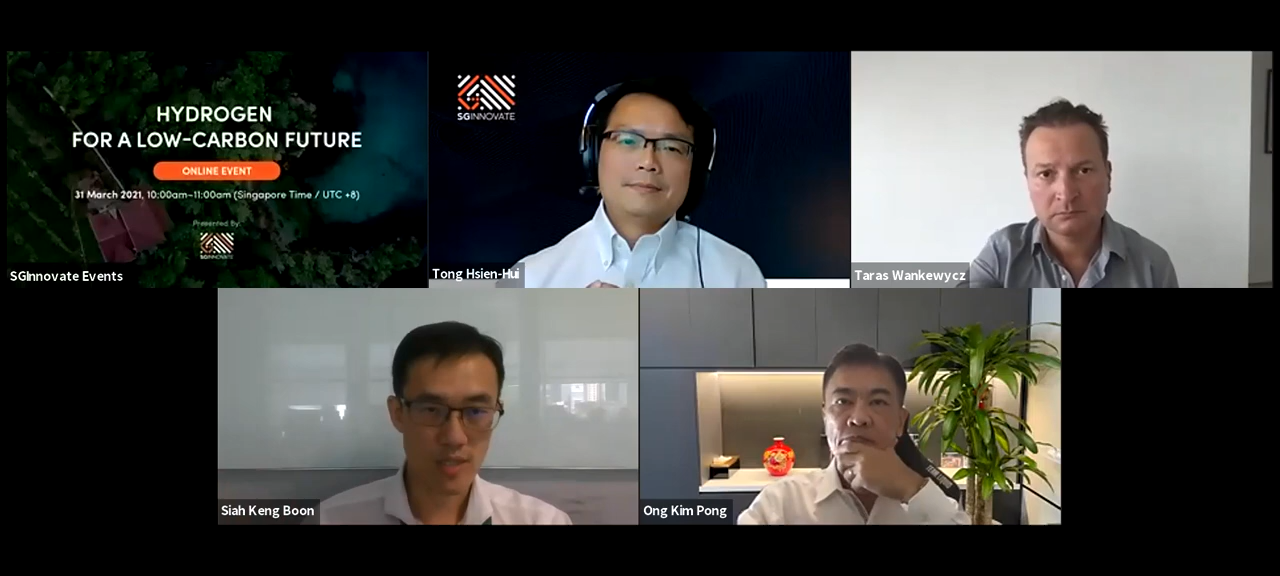 HYDROGEN
FOR A LOW-CARBON FUTURE
ONLINE EVENT
31 March 2021, 10:00am–11:00am (Singapore Time / UTC +8)
Presented By:
SGINNOVATE
SGInnovate Events
SGINNOVATE
Tong Hsien-Hui
Taras Wankewycz
Siah Keng Boon
Ong Kim Pong